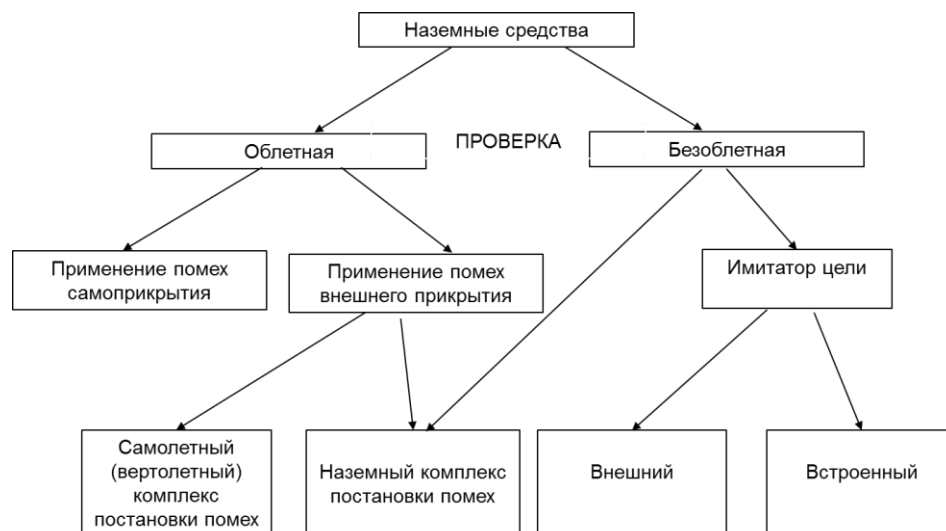 Наземные средства
Облетная
ПРОВЕРКА
Безоблетная
Применение помех
самоприкрытия
Применение помех
внешнего прикрытия
Имитатор цели
Самолетный
(вертолетный)
комплекс
постановки помех
Наземный комплекс
постановки помех
Внешний
Встроенный